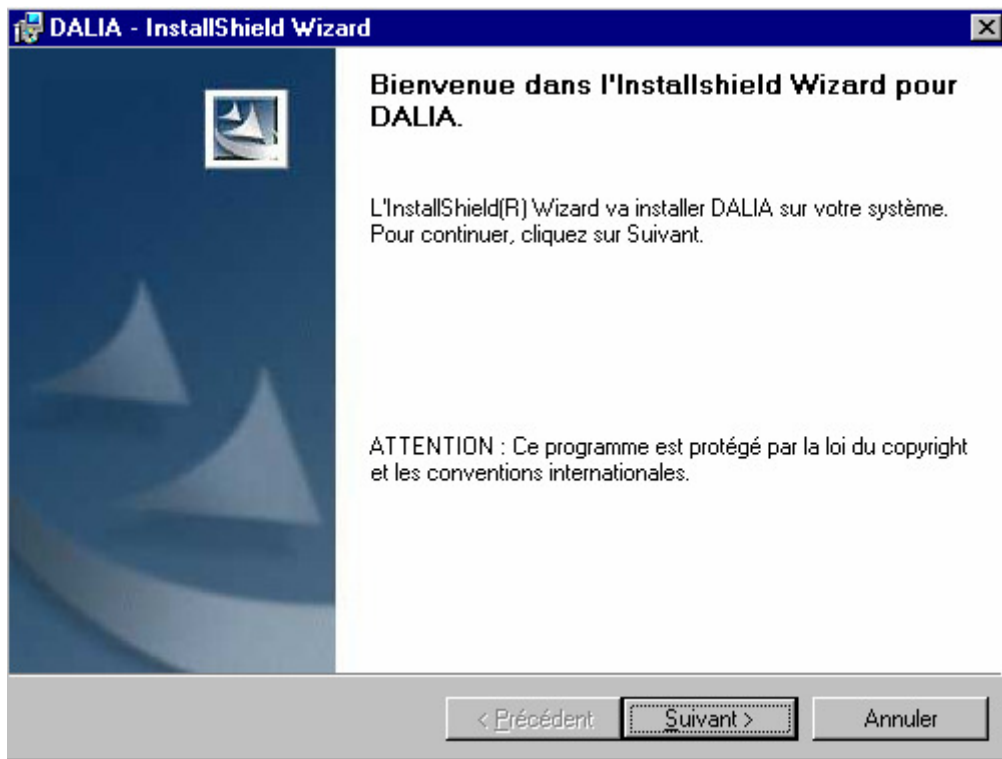 DALIA - InstallShield Wizard
Bienvenue dans l'Installshield Wizard pour
DALIA.
L'InstallShield(R) Wizard va installer DALIA sur votre système.
Pour continuer, cliquez sur Suivant.
ATTENTION : Ce programme est protégé par la loi du copyright
et les conventions internationales.
< Précédent Suivant > Annuler